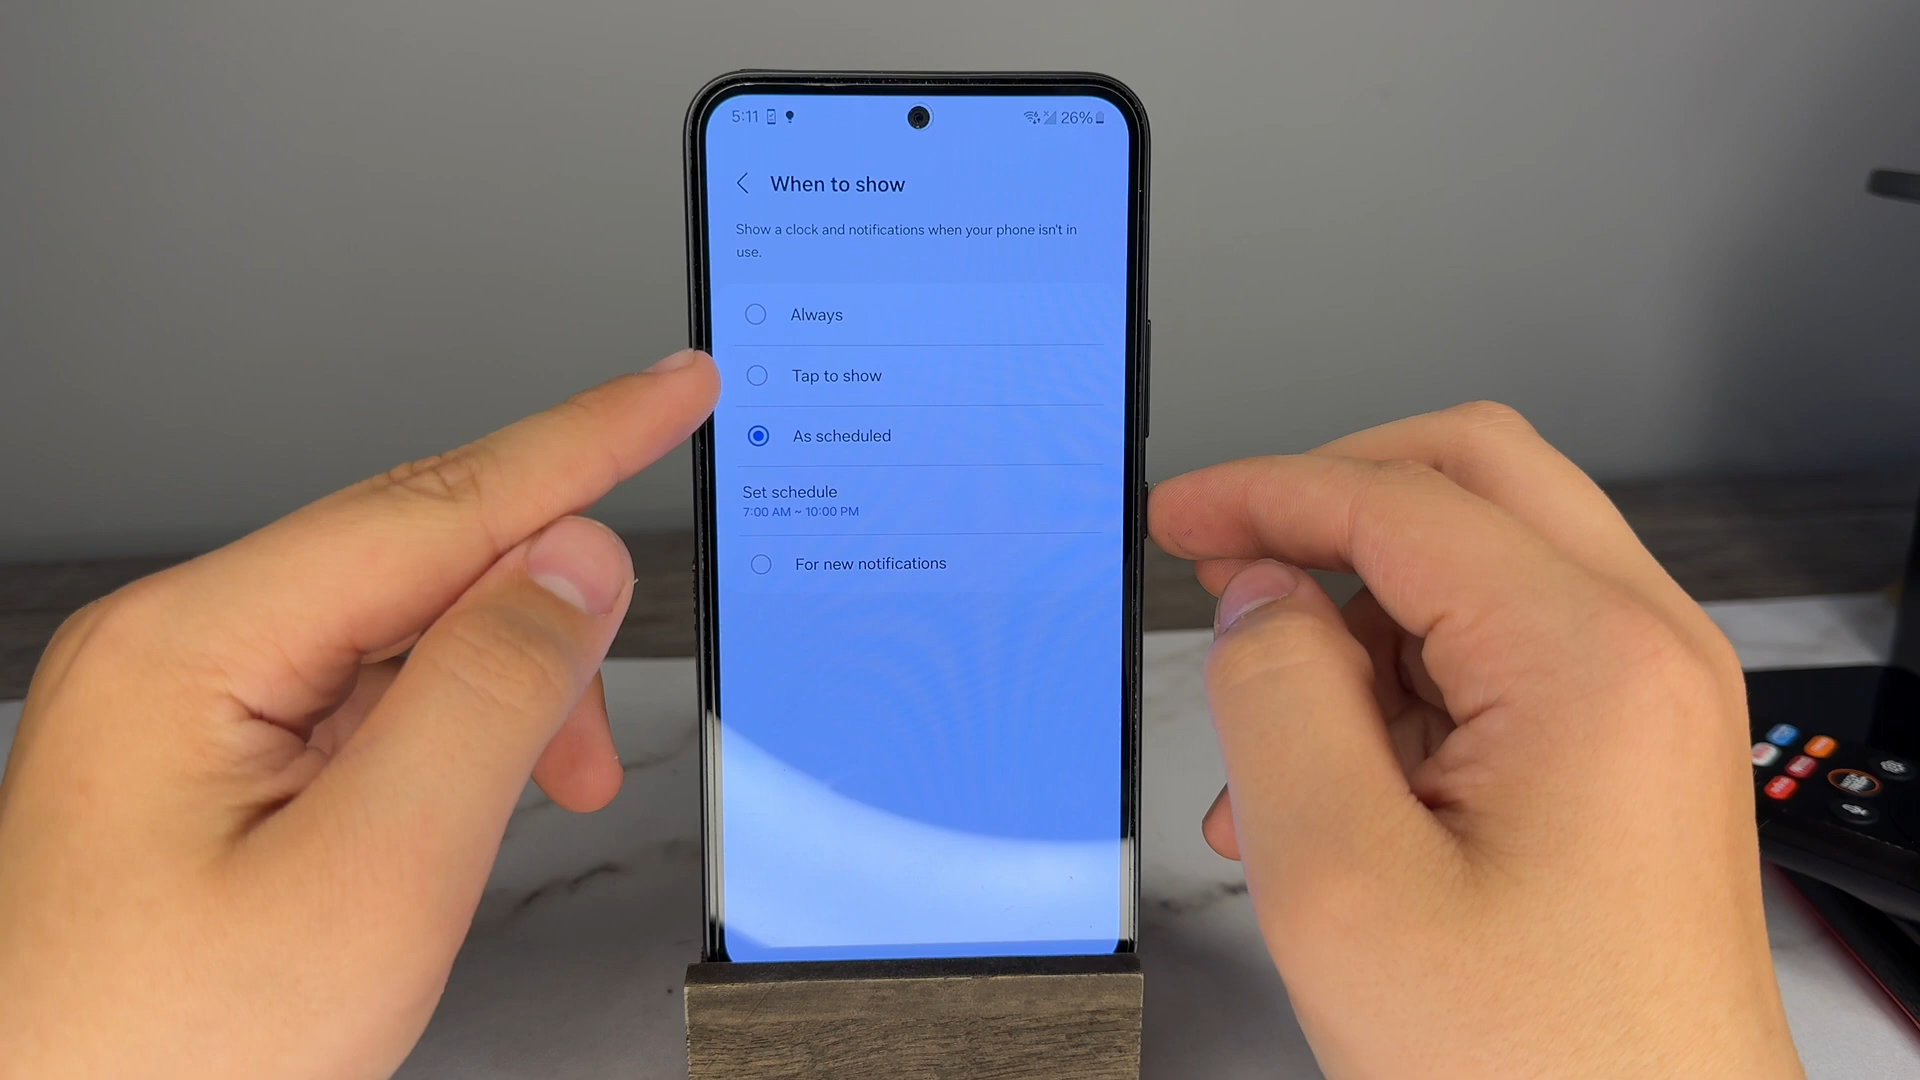 5:11 26%
When to show
Show a clock and notifications when your phone isn't in
use.
Always
Tap to show
As scheduled
Set schedule
7:00 AM ~ 10:00 PM
For new notifications